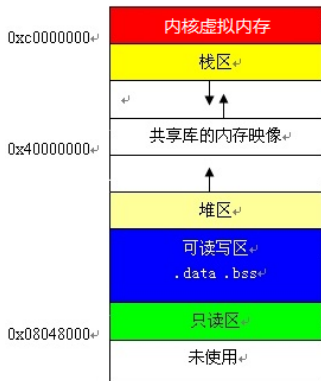 内核虚拟内存
0xc0000000
栈区
共享库的内存映像
0x40000000
堆区
可读写区
.data .bss
只读区
0x08048000
未使用